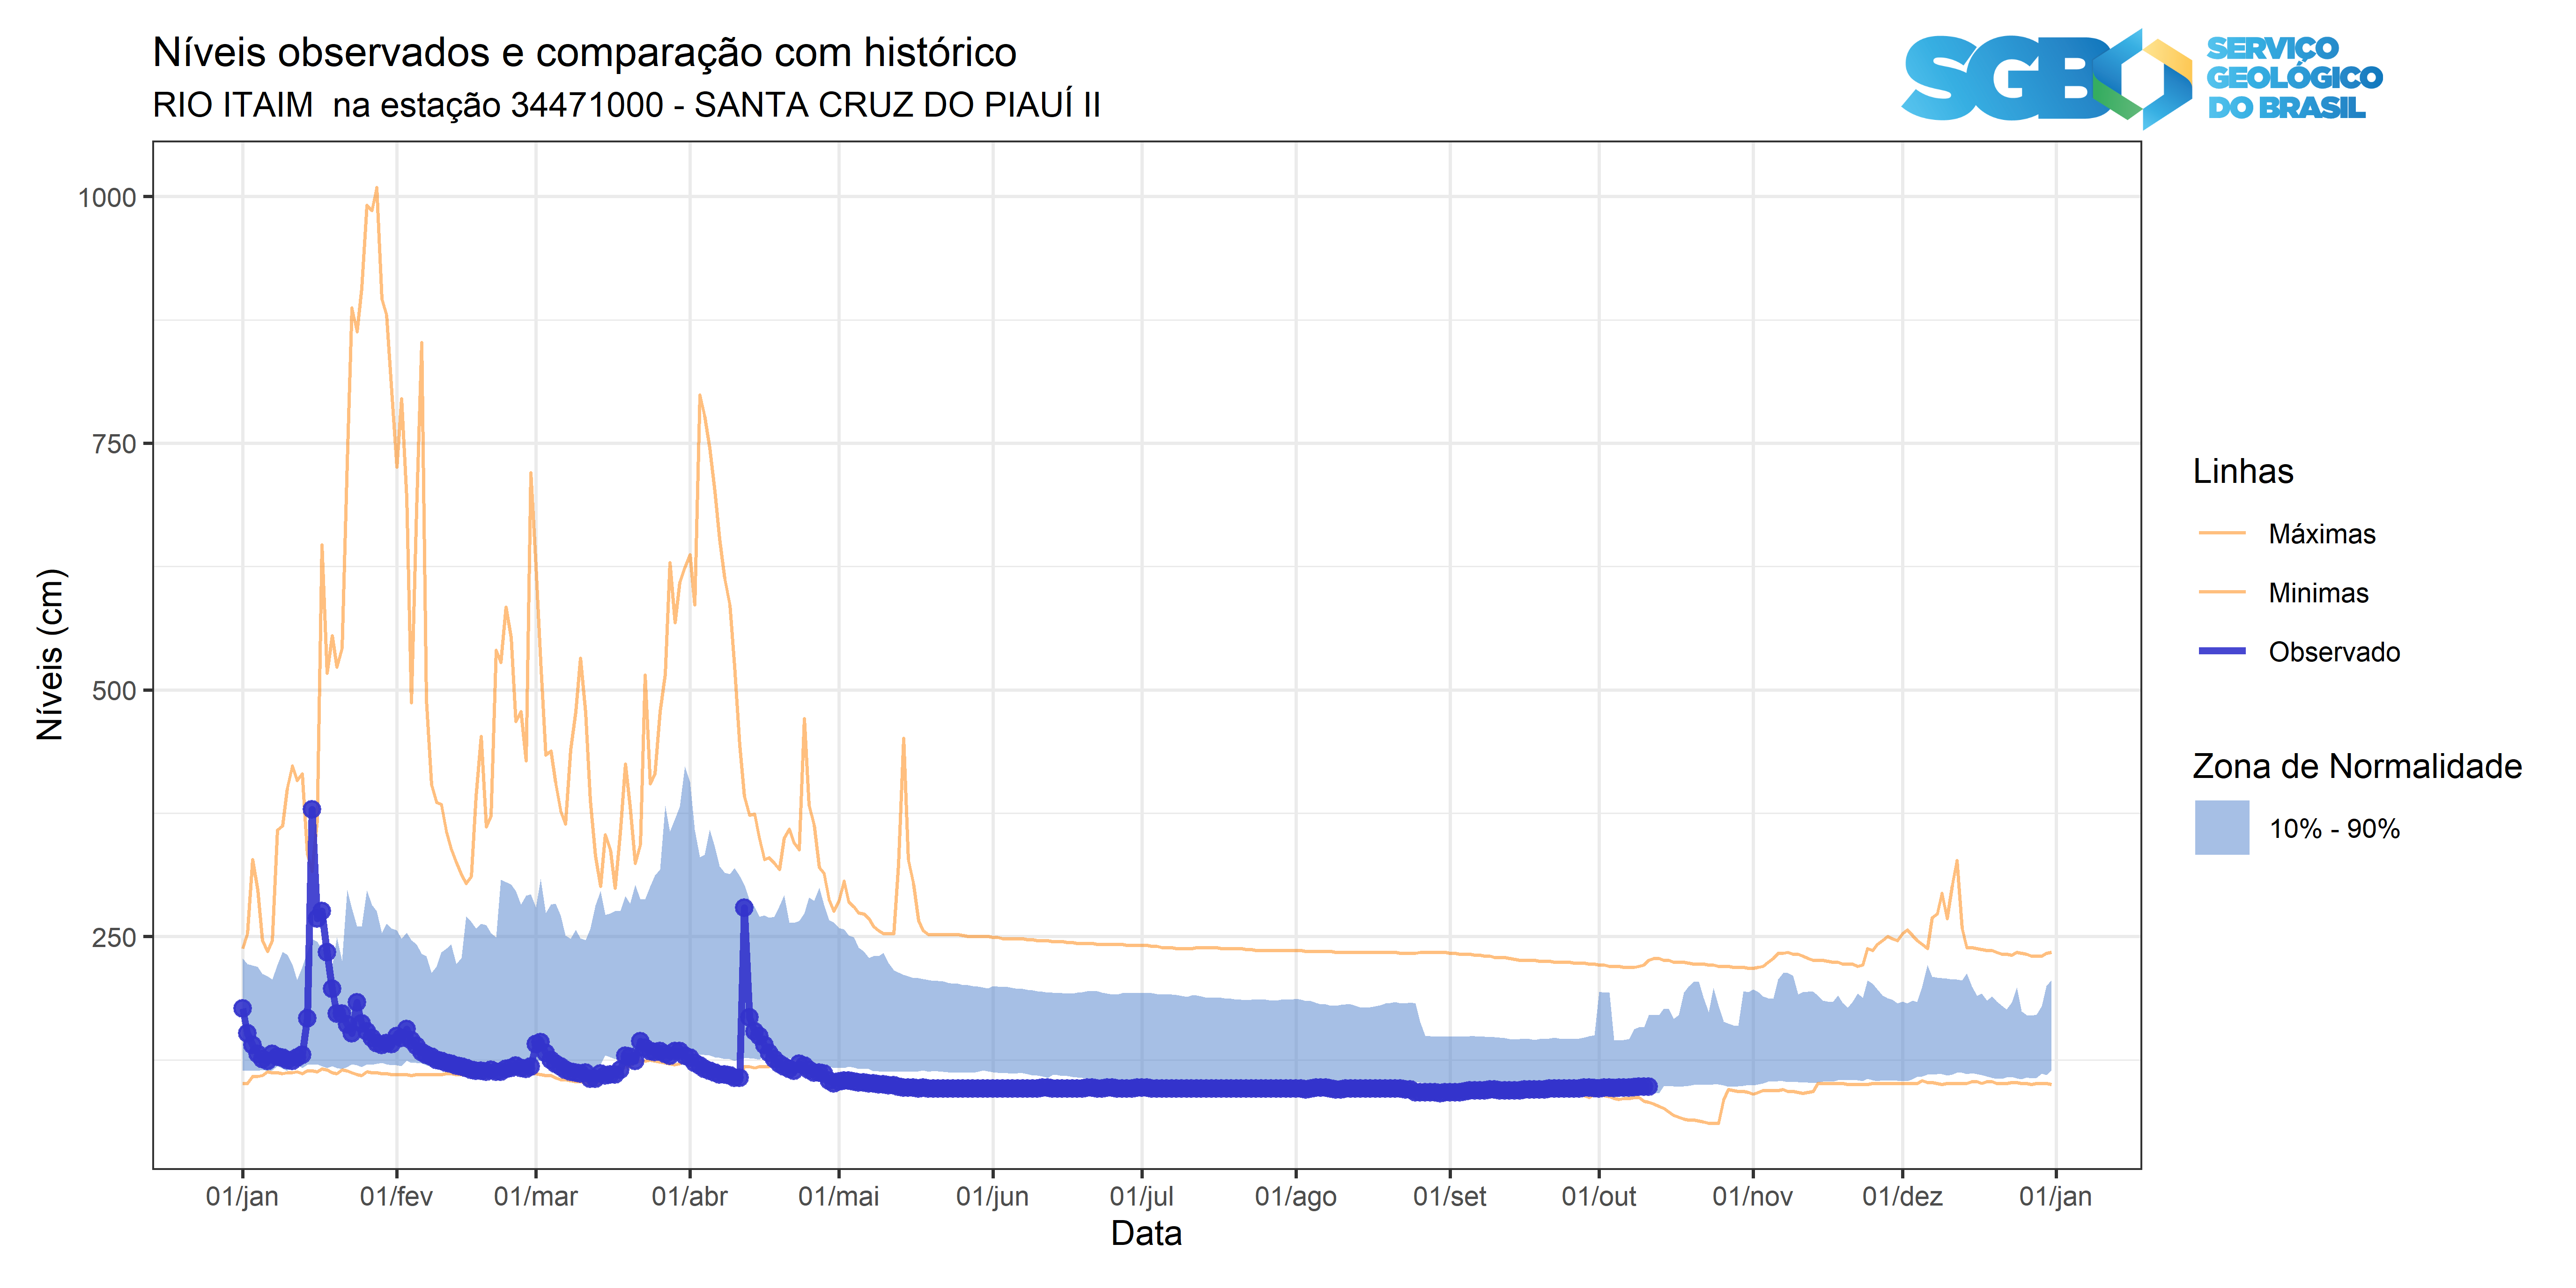 Níveis observados e comparação com histórico
RIO ITAIM  na estação 34471000 - SANTA CRUZ DO PIAUÍ II
SGB
SERVIÇO
GEOLÓGICO
DO BRASIL
Níveis (cm)
1000
750
500
250
01/jan
01/fev
01/mar
01/abr
01/mai
01/jun
01/jul
01/ago
01/set
01/out
01/nov
01/dez
01/jan
Data
Linhas
Máximas
Minimas
Observado
Zona de Normalidade
10% - 90%